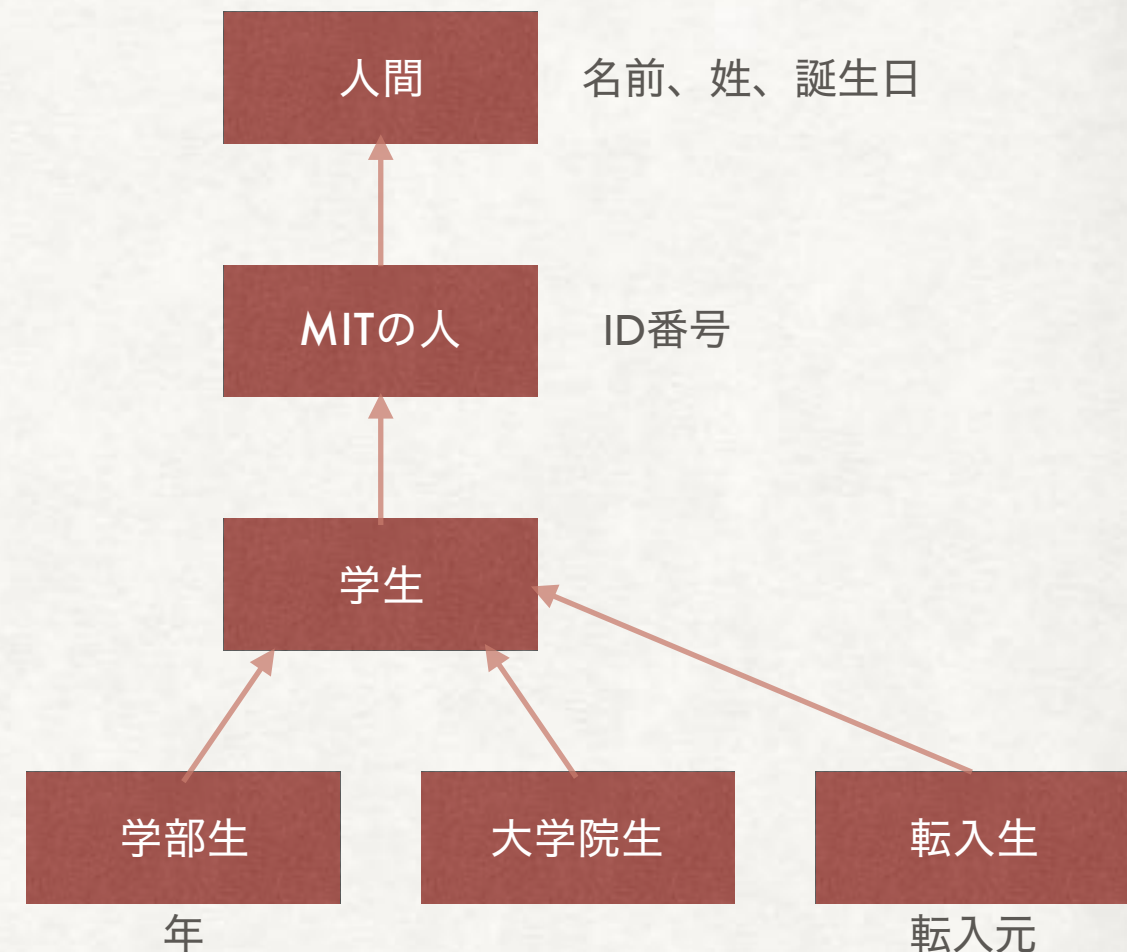 人間
名前、姓、誕生日
MITの人
ID番号
学生
学部生
大学院生
転入生
年
転入元